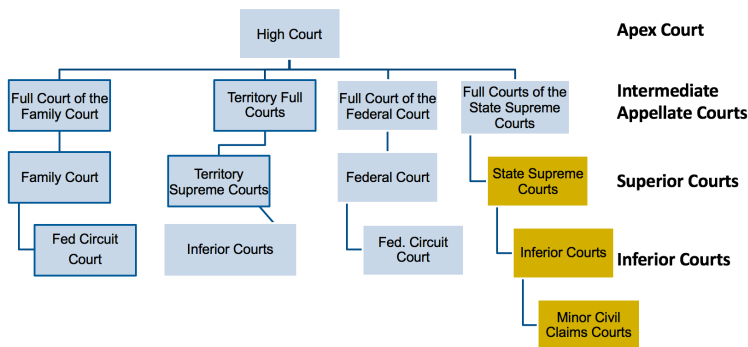 High Court
Apex Court
Full Court of the
Family Court
Territory Full
Courts
Full Court of the
Federal Court
Full Courts of the
State Supreme
Courts
Intermediate
Appellate Courts
Family Court
Territory
Supreme Courts
Federal Court
State Supreme
Courts
Superior Courts
Fed Circuit
Court
Inferior Courts
Fed. Circuit
Court
Inferior Courts
Inferior Courts
Minor Civil
Claims Courts